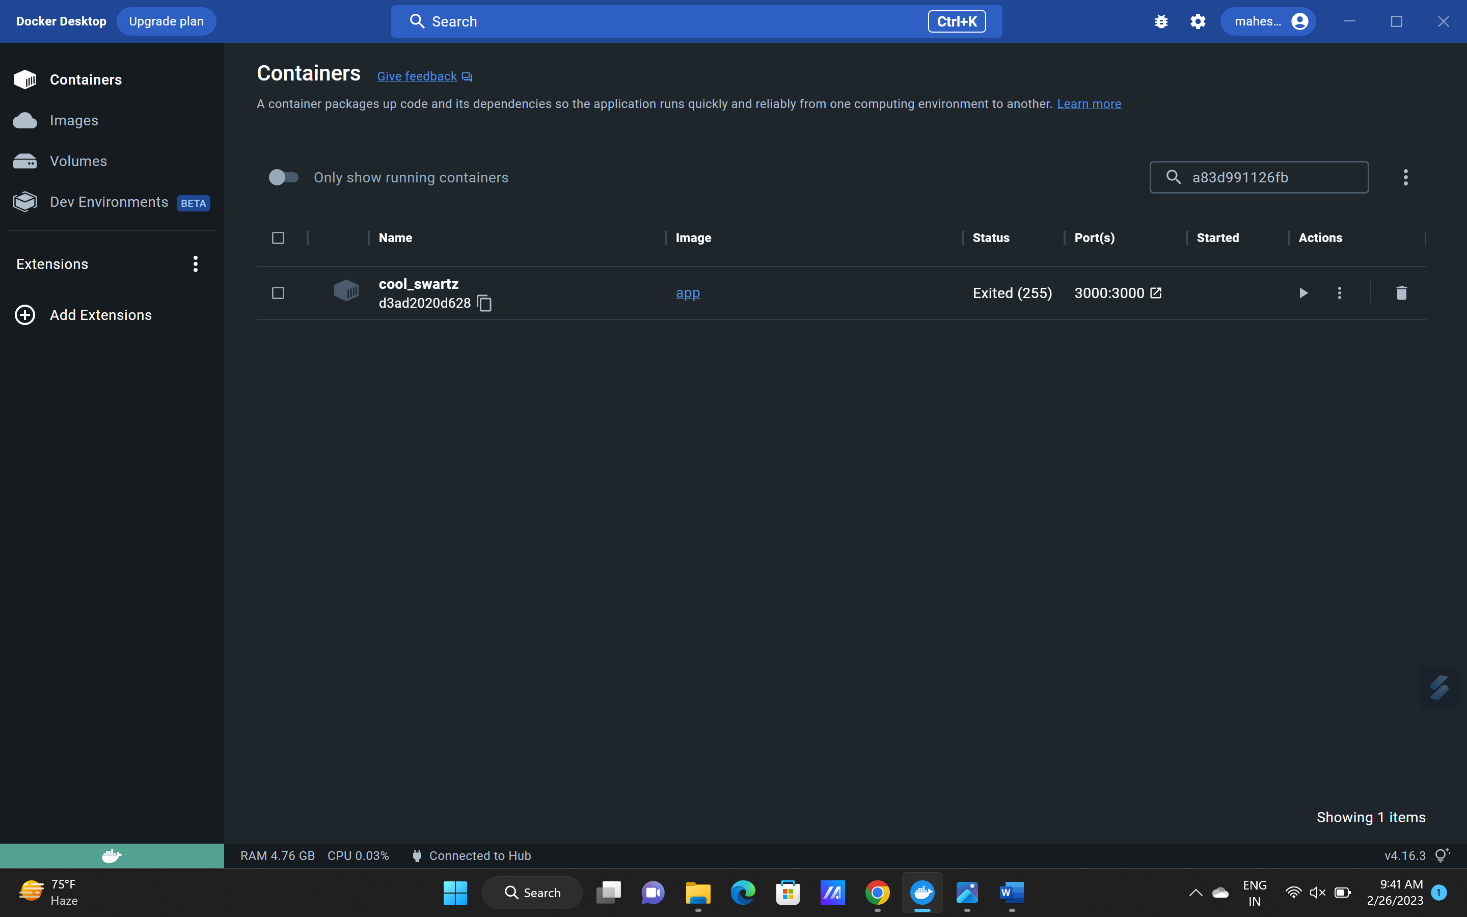 Docker Desktop Upgrade plan Search Ctrl+K mahes...
Containers
Images
Volumes
Dev Environments BETA
Extensions
Add Extensions
Containers Give feedback
A container packages up code and its dependencies so the application runs quickly and reliably from one computing environment to another. Learn more
Only show running containers a83d991126fb
Name Image Status Port(s) Started Actions
cool_swartz
d3ad2020d628 app Exited (255) 3000:3000
Showing 1 items
RAM 4.76 GB CPU 0.03% Connected to Hub v4.16.3
75°F
Haze
Search
W
ENG
IN
9:41 AM
2/26/2023
1